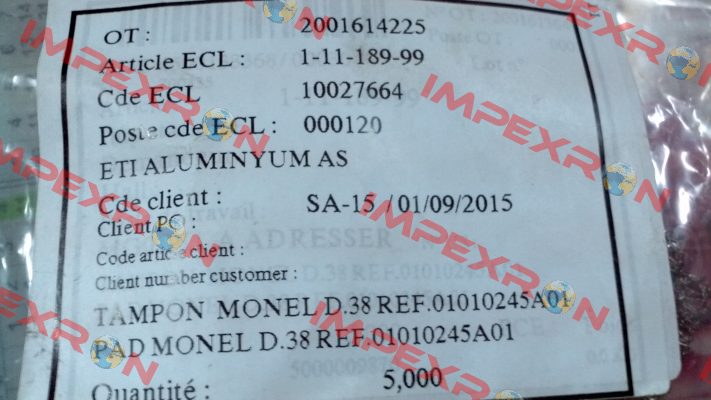 OT : 2001614225
Article ECL : 1-11-189-99
Cde ECL 10027664
Poste cde ECL : 000120
ETI ALUMINYUM AS
Cde client : SA-15 /01/09/2015
Client PO :
Code article client :
Client number customer :
TAMPON MONEL D.38 REF.01010245A01
PAD MONEL D.38 REF.01010245A01
Quantité : 5,000
IMPEXRON